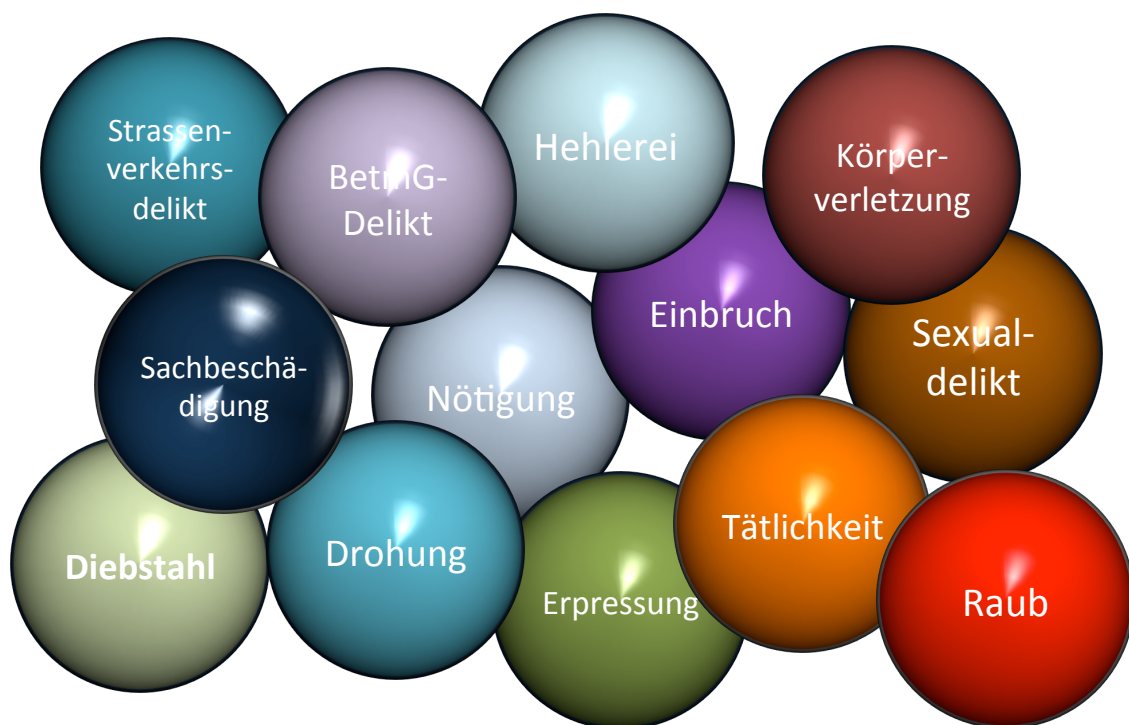 Strassen-
verkehrs-
delikt
BetmG-
Delikt
Hehlerei
Körper-
verletzung
Einbruch
Sexual-
delikt
Sachbeschä-
digung
Nötigung
Diebstahl
Drohung
Erpressung
Tätlichkeit
Raub